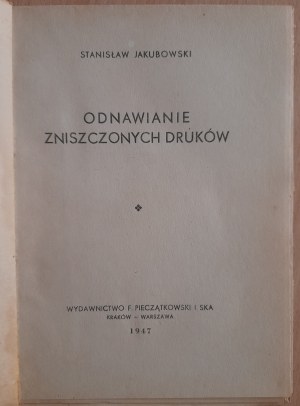 STANISŁAW JAKUBOWSKI
ODNAWIANIE
ZNISZCZONYCH DRUKÓW
WYDAWNICTWO F. PIECZĄTKOWSKI I SKA
KRAKÓW — WARSZAWA
1947